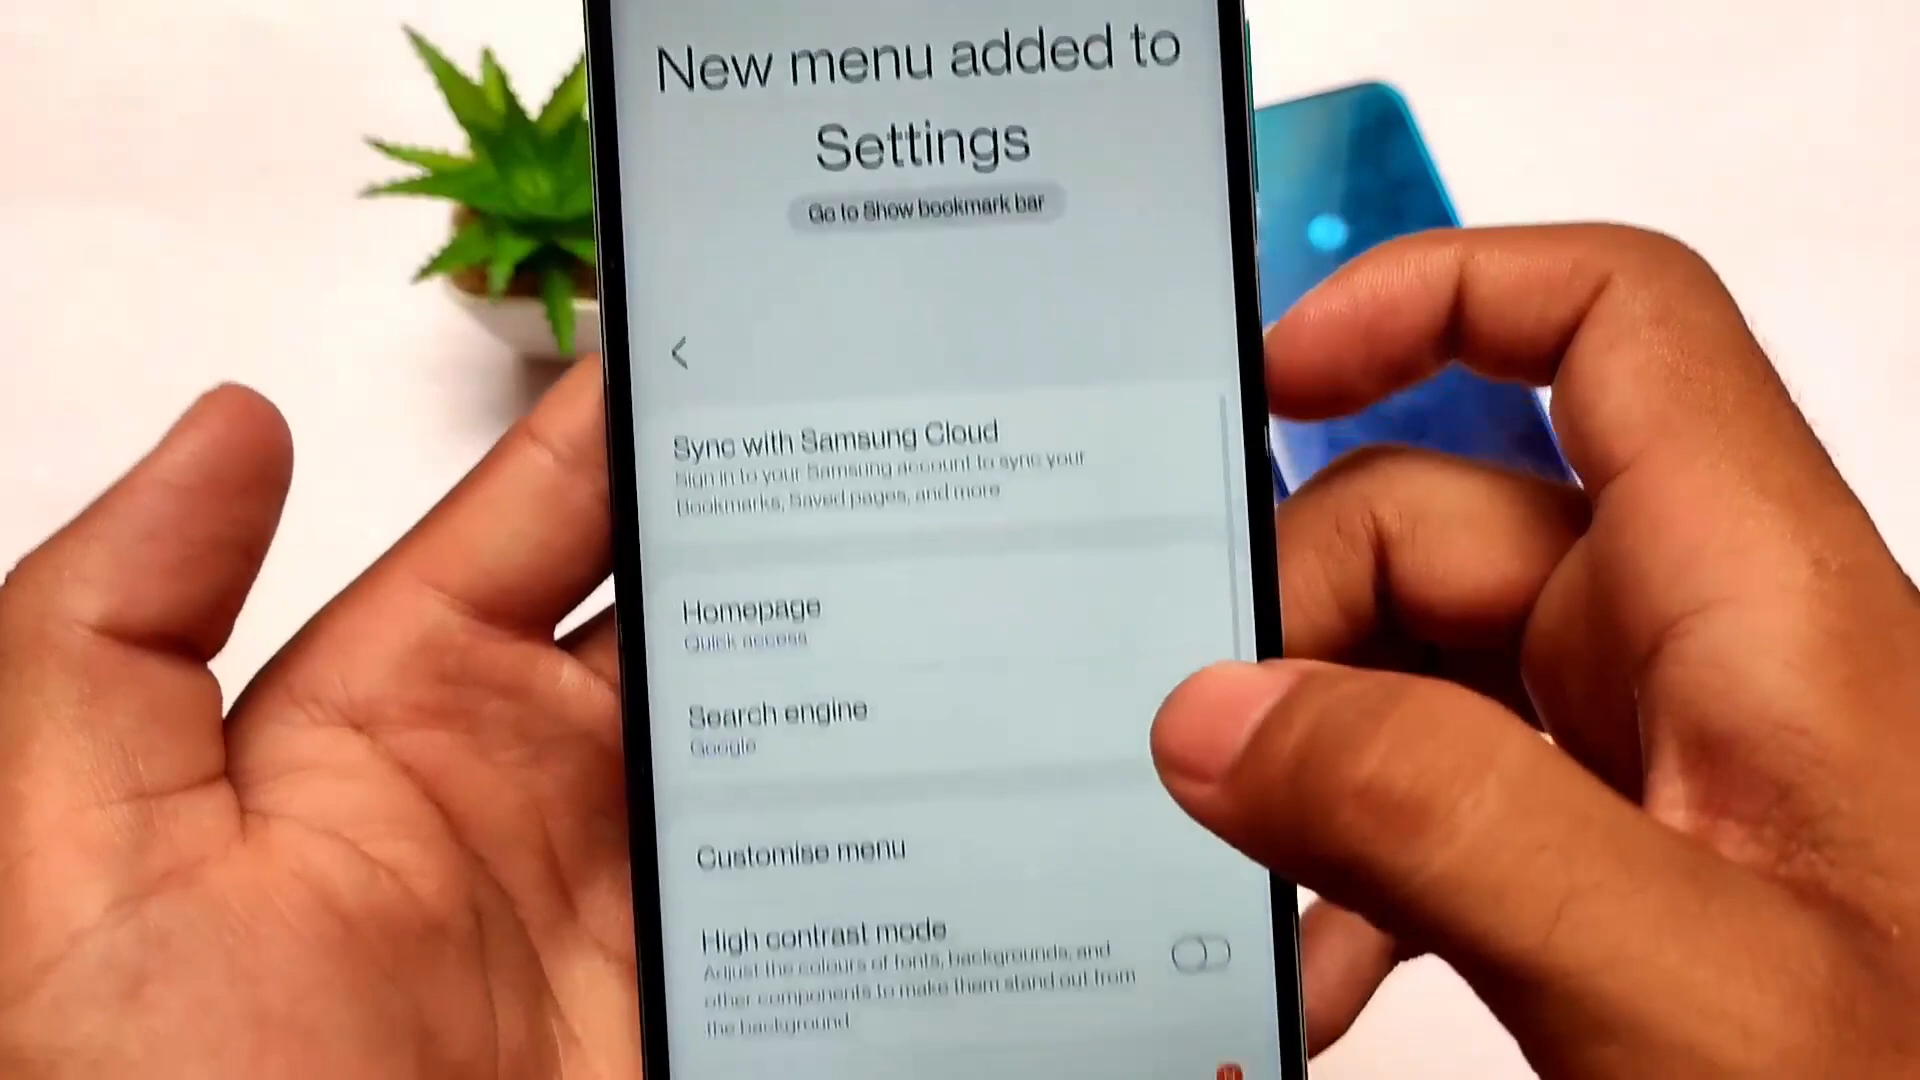 New menu added to
Settings
Go to Show bookmark bar
Sync with Samsung Cloud
Sign in to your Samsung account to sync your
Bookmarks, Saved pages, and more
Homepage
Quick access
Search engine
Google
Customise menu
High contrast mode
Adjust the colours of fonts, backgrounds, and
other components to make them stand out from
the background